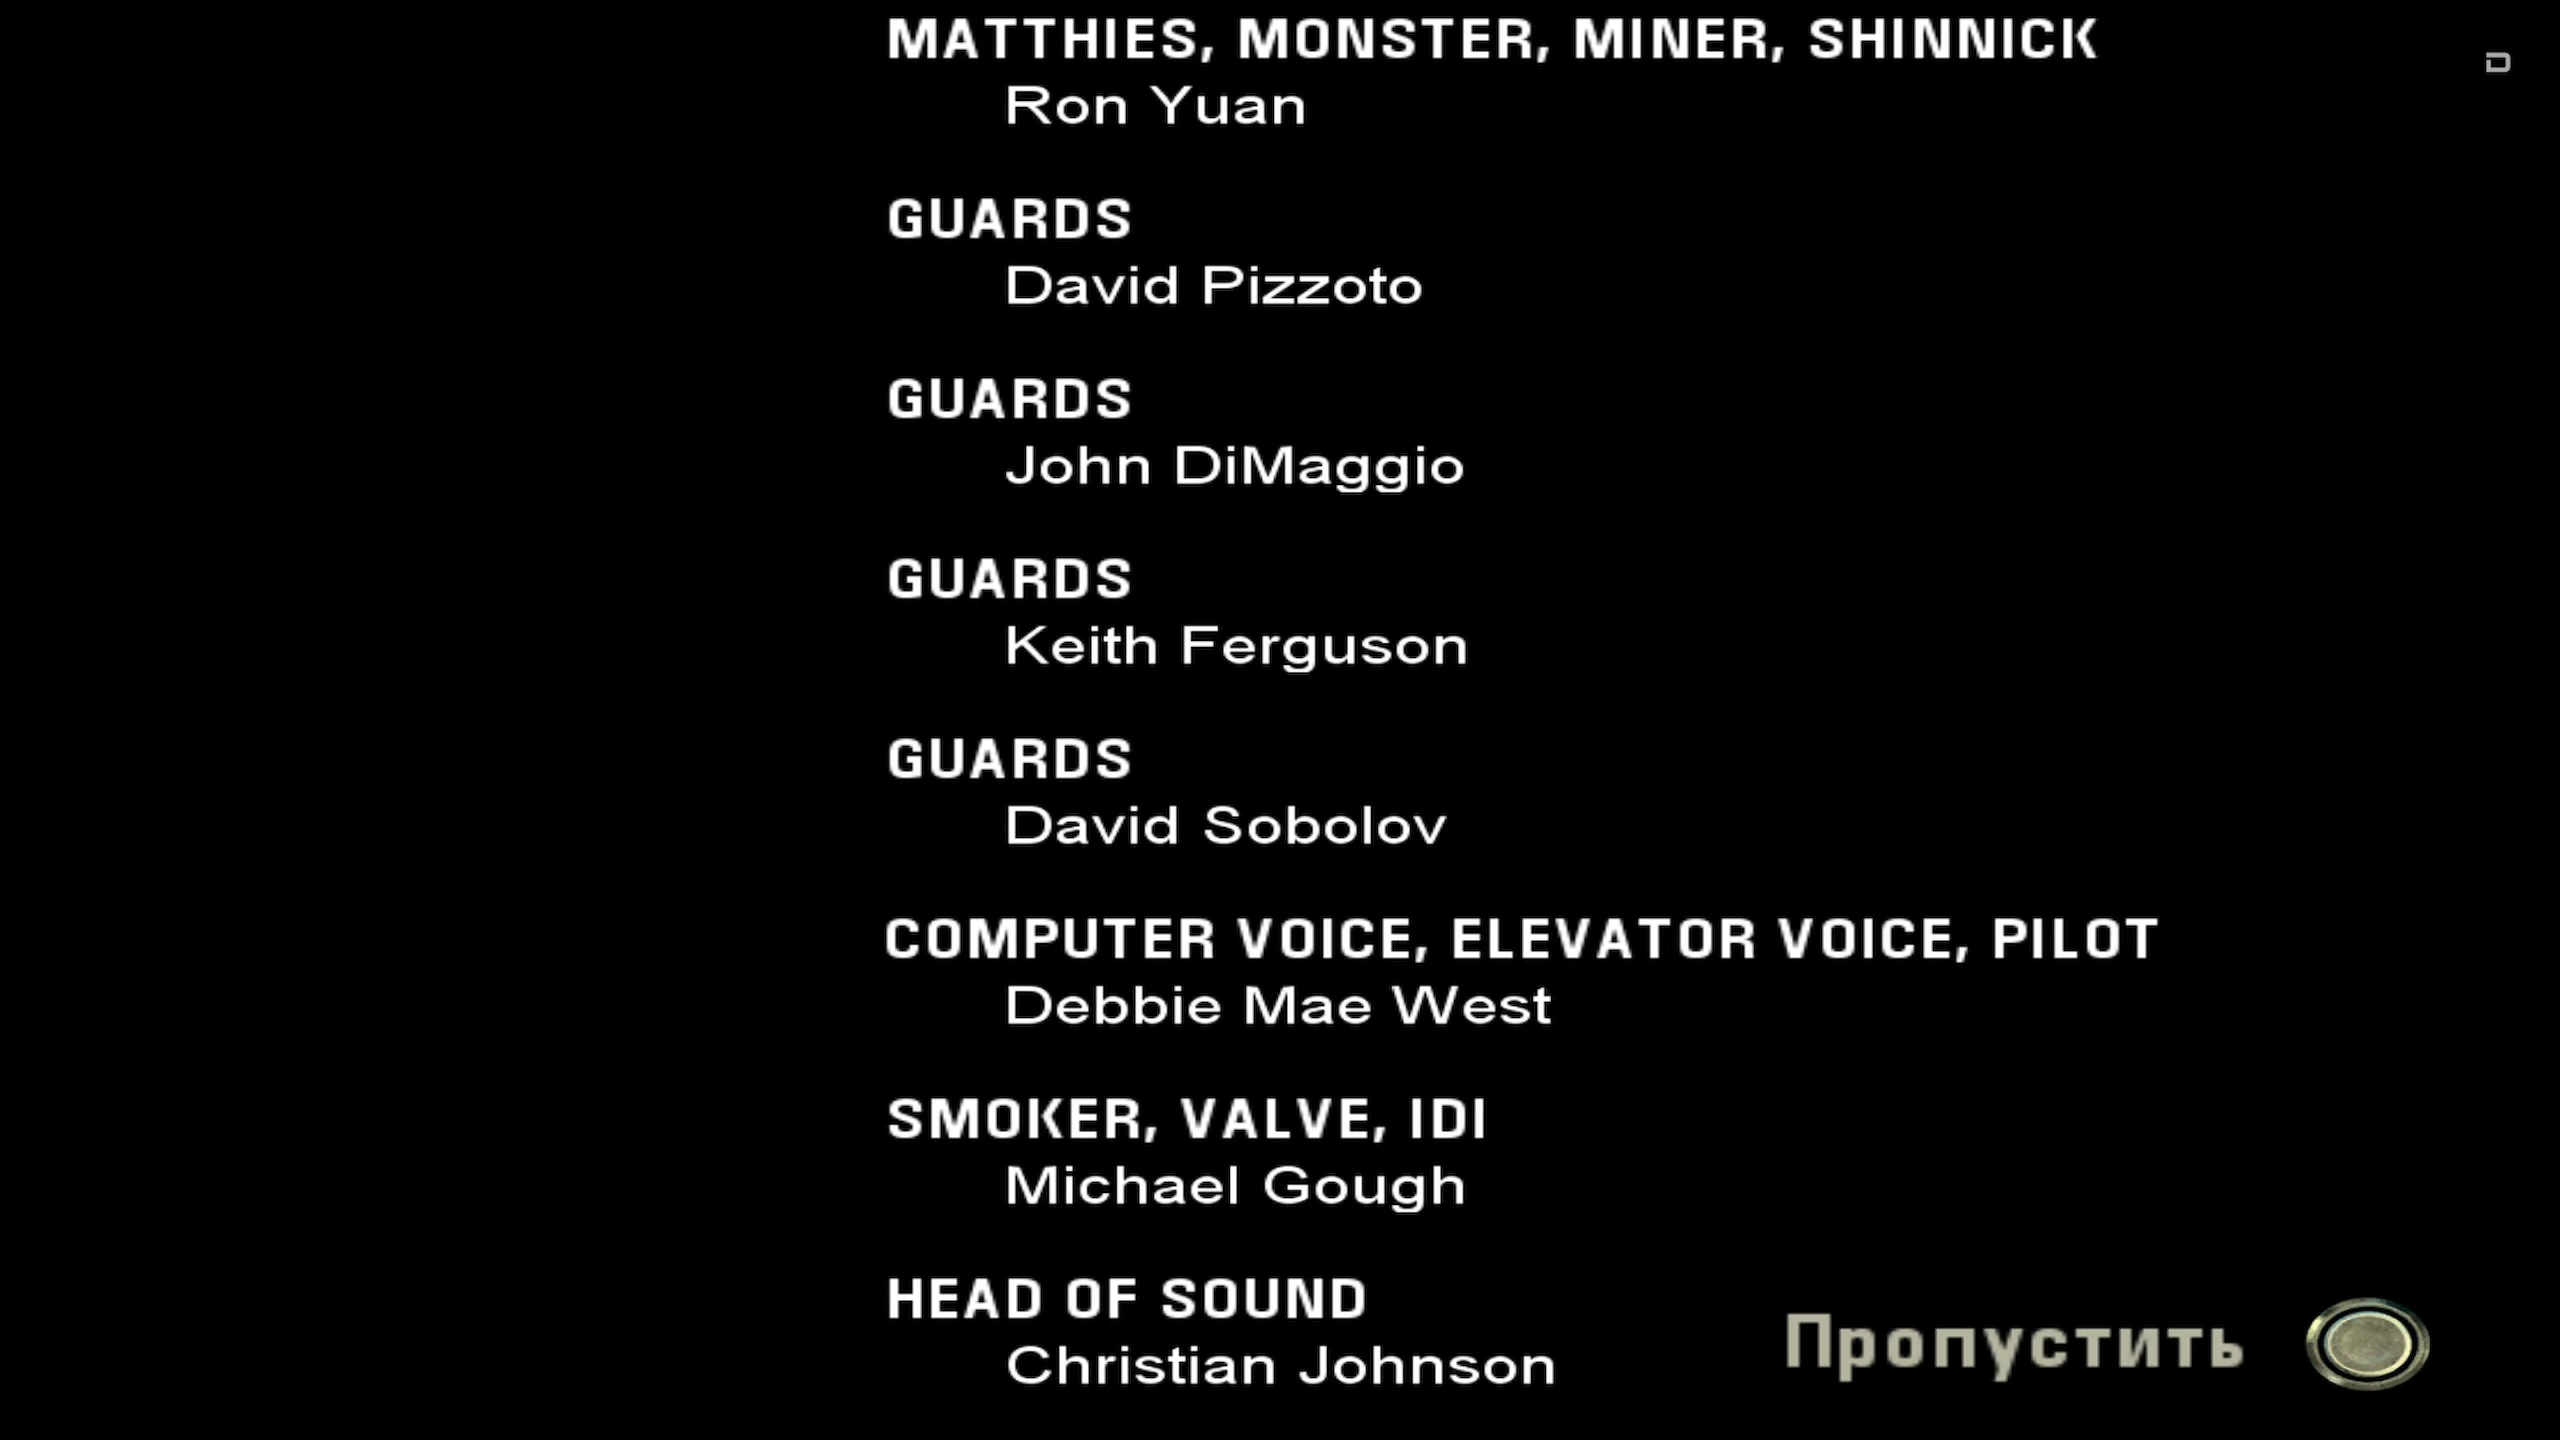 MATTHIES, MONSTER, MINER, SHINNICK
Ron Yuan
GUARDS
David Pizzoto
GUARDS
John DiMaggio
GUARDS
Keith Ferguson
GUARDS
David Sobolov
COMPUTER VOICE, ELEVATOR VOICE, PILOT
Debbie Mae West
SMOKER, VALVE, IDI
Michael Gough
HEAD OF SOUND
Christian Johnson
Пропустить